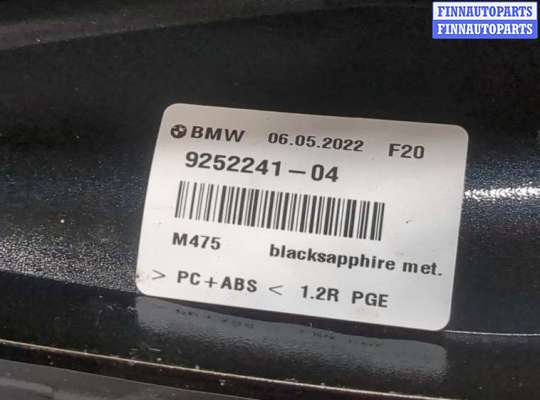 FINNAUTOPARTS
FINNAUTOPARTS
BMW 06.05.2022 F20
9252241-04
M475 blacksapphire met.
> PC+ABS < 1.2R PGE